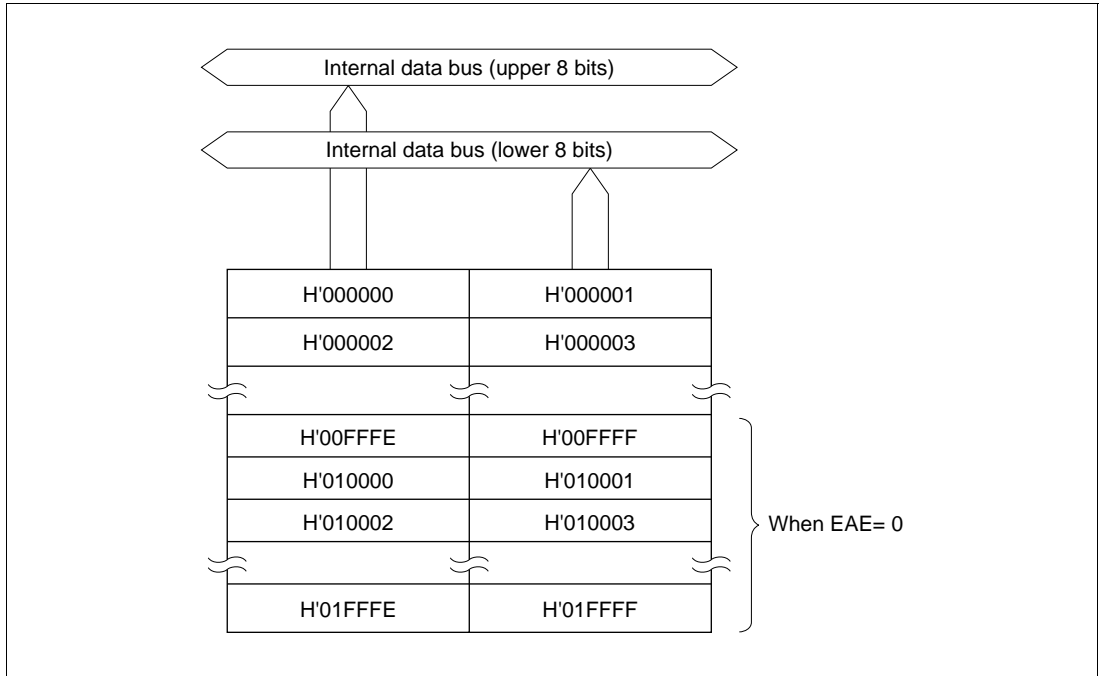 Internal data bus (upper 8 bits)
Internal data bus (lower 8 bits)
H'000000 H'000001
H'000002 H'000003
H'00FFFE H'00FFFF
H'010000 H'010001
H'010002 H'010003
When EAE= 0
H'01FFFE H'01FFFF